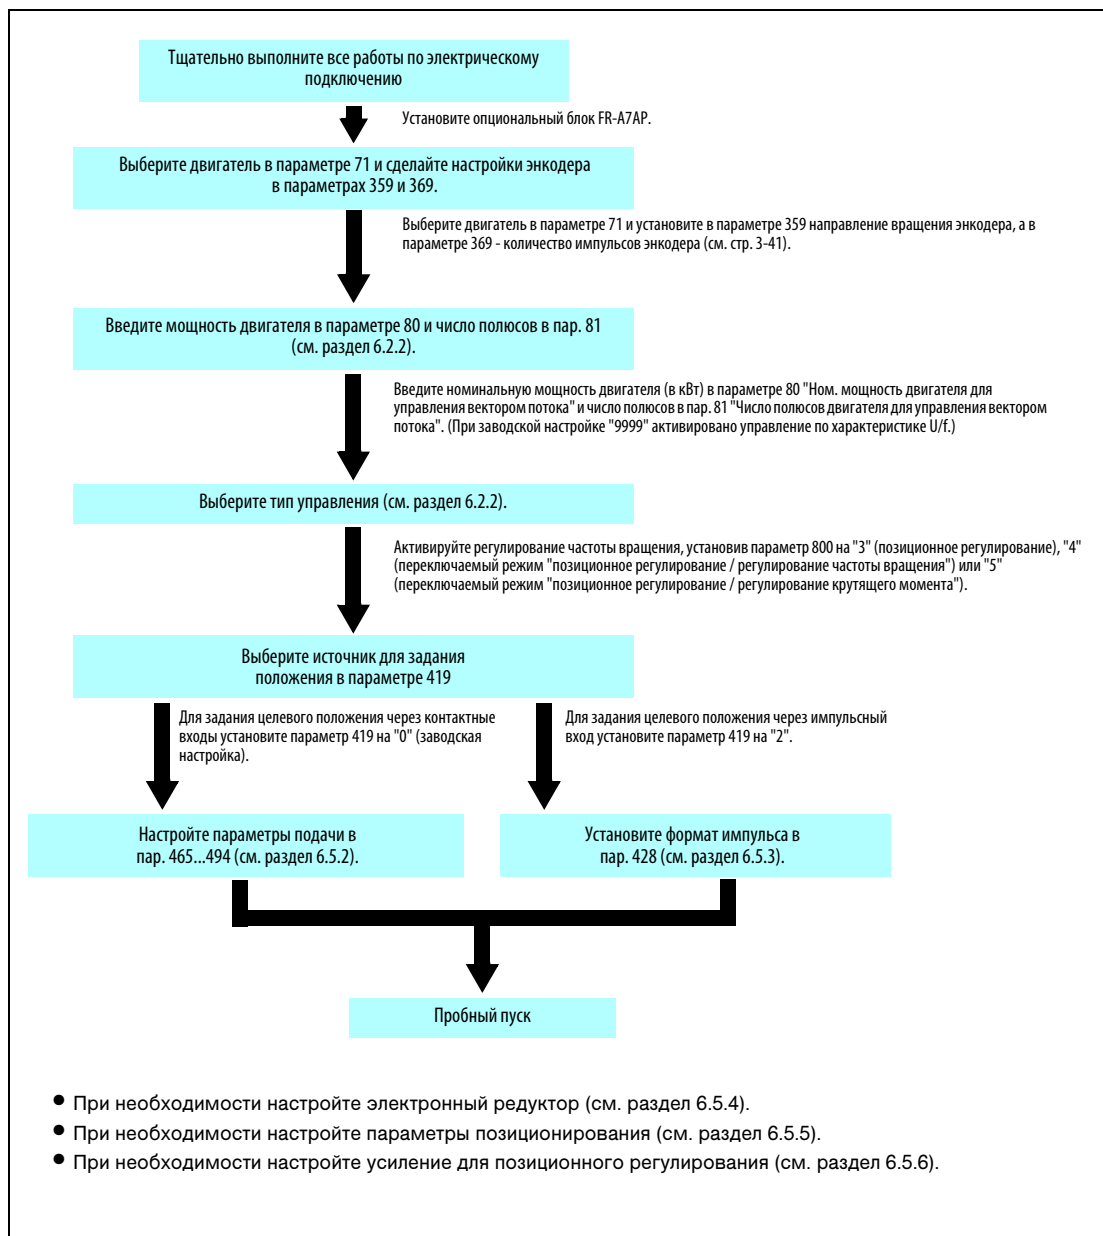 Тщательно выполните все работы по электрическому
подключению
Установите опциональный блок FR-A7AP.
Выберите двигатель в параметре 71 и сделайте настройки энкодера
в параметрах 359 и 369.
Выберите двигатель в параметре 71 и установите в параметре 359 направление вращения энкодера, а в
параметре 369 - количество импульсов энкодера (см. стр. 3-41).
Введите мощность двигателя в параметре 80 и число полюсов в пар. 81
(см. раздел 6.2.2).
Введите номинальную мощность двигателя (в кВт) в параметре 80 "Ном. мощность двигателя для
управления вектором потока" и число полюсов в пар. 81 "Число полюсов двигателя для управления вектором
потока". (При заводской настройке "9999" активировано управление по характеристике U/f.)
Выберите тип управления (см. раздел 6.2.2).
Активируйте регулирование частоты вращения, установив параметр 800 на "3" (позиционное регулирование), "4"
(переключаемый режим "позиционное регулирование / регулирование частоты вращения") или "5"
(переключаемый режим "позиционное регулирование / регулирование крутящего момента").
Выберите источник для задания
положения в параметре 419
Для задания целевого положения через контактные
входы установите параметр 419 на "0" (заводская
настройка).
Для задания целевого положения через импульсный
вход установите параметр 419 на "2".
Настройте параметры подачи в
пар. 465...494 (см. раздел 6.5.2).
Установите формат импульса в
пар. 428 (см. раздел 6.5.3).
Пробный пуск
● При необходимости настройте электронный редуктор (см. раздел 6.5.4).
● При необходимости настройте параметры позиционирования (см. раздел 6.5.5).
● При необходимости настройте усиление для позиционного регулирования (см. раздел 6.5.6).